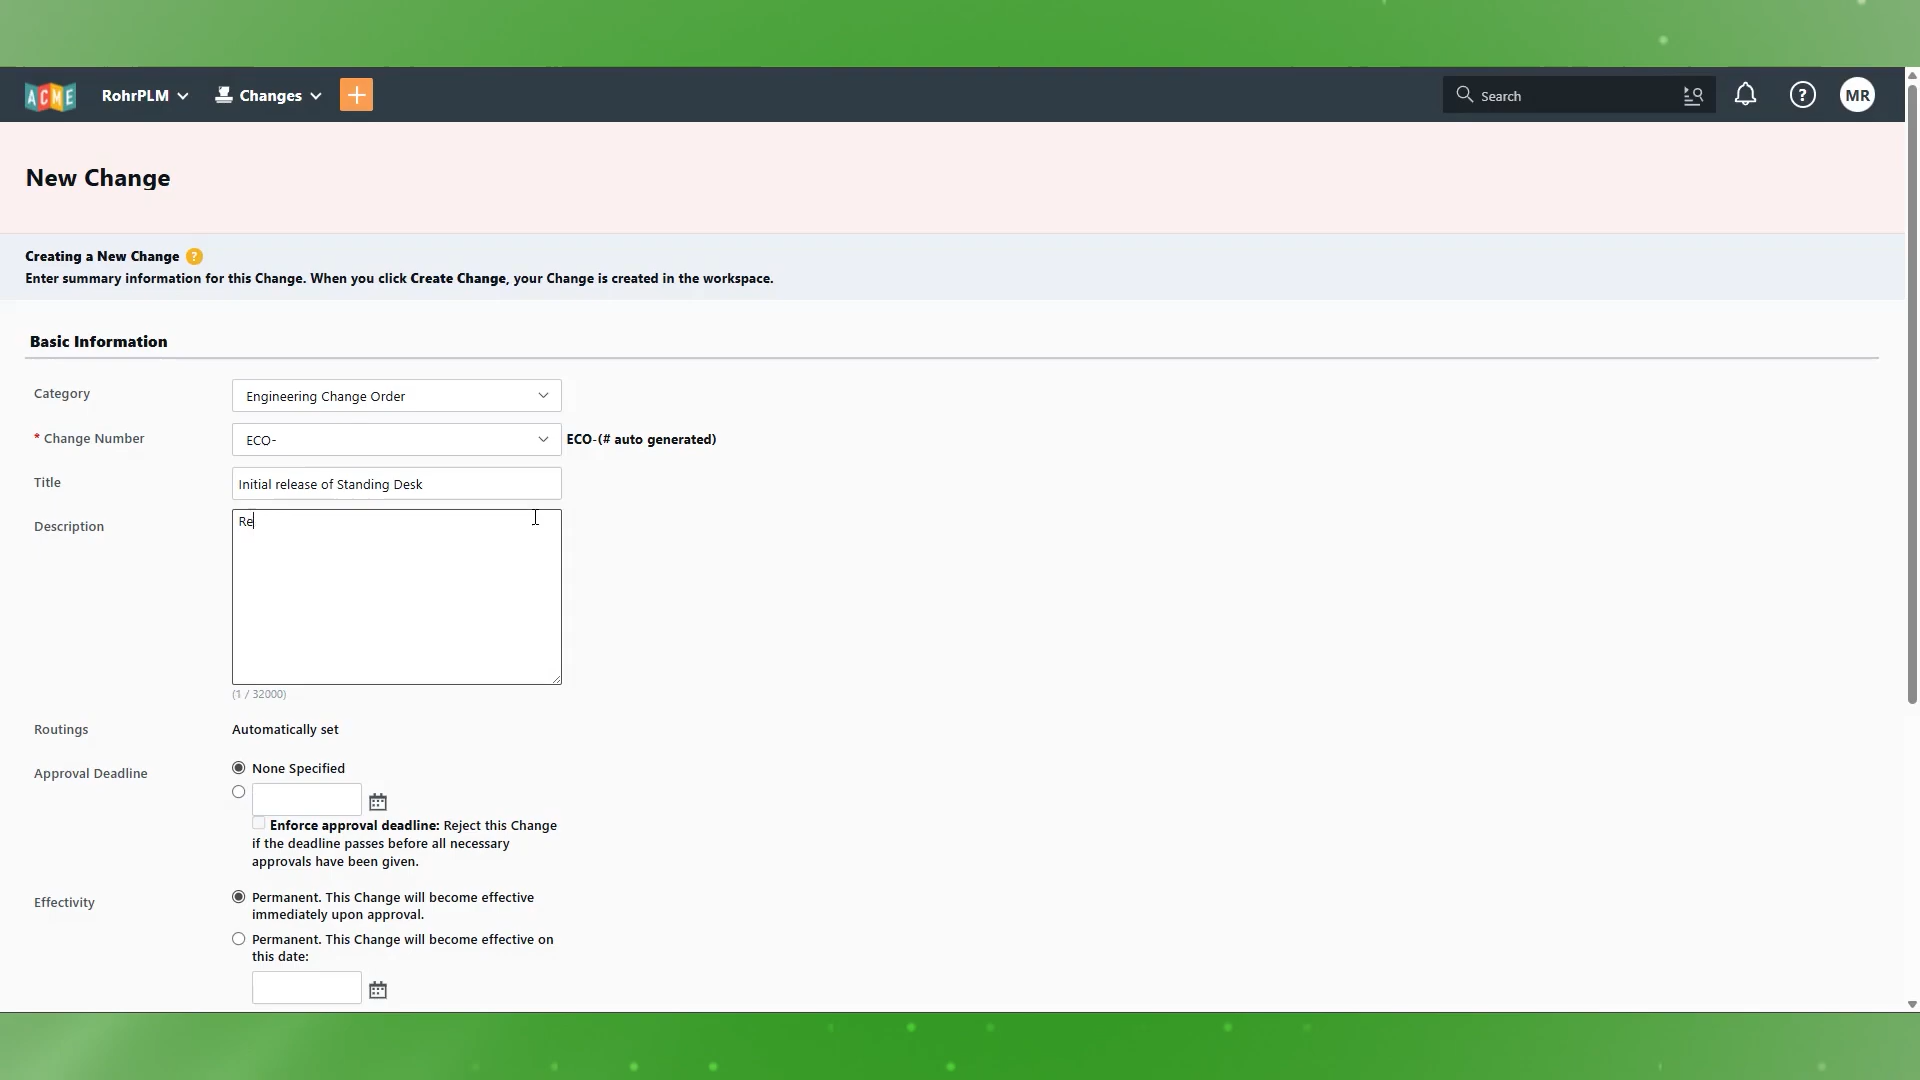 ACME RohrPLM Changes Search ? MR
New Change
Creating a New Change ?
Enter summary information for this Change. When you click Create Change, your Change is created in the workspace.
Basic Information
Category Engineering Change Order
* Change Number ECO- ECO-(# auto generated)
Title Initial release of Standing Desk
Description Re
(1 / 32000)
Routings Automatically set
Approval Deadline None Specified
Enforce approval deadline: Reject this Change
if the deadline passes before all necessary
approvals have been given.
Effectivity Permanent. This Change will become effective
immediately upon approval.
Permanent. This Change will become effective on
this date: